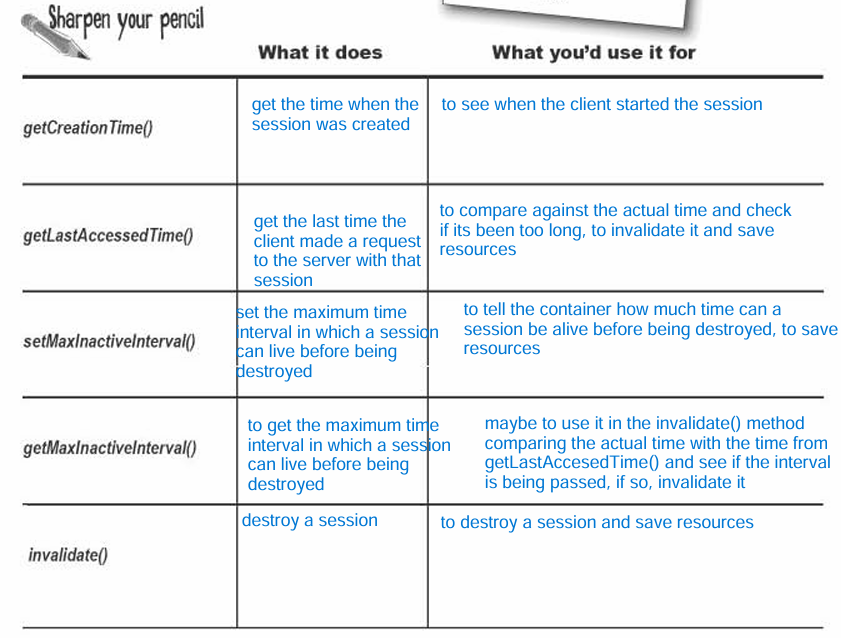 Sharpen your pencil
What it does
What you'd use it for
getCreationTime()
get the time when the
session was created
to see when the client started the session
getLastAccessedTime()
get the last time the
client made a request
to the server with that
session
to compare against the actual time and check
if its been too long, to invalidate it and save
resources
setMaxInactiveInterval()
set the maximum time
interval in which a session
can live before being
destroyed
to tell the container how much time can a
session be alive before being destroyed, to save
resources
getMaxInactiveInterval()
to get the maximum time
interval in which a session
can live before being
destroyed
maybe to use it in the invalidate() method
comparing the actual time with the time from
getLastAccesedTime() and see if the interval
is being passed, if so, invalidate it
invalidate()
destroy a session
to destroy a session and save resources